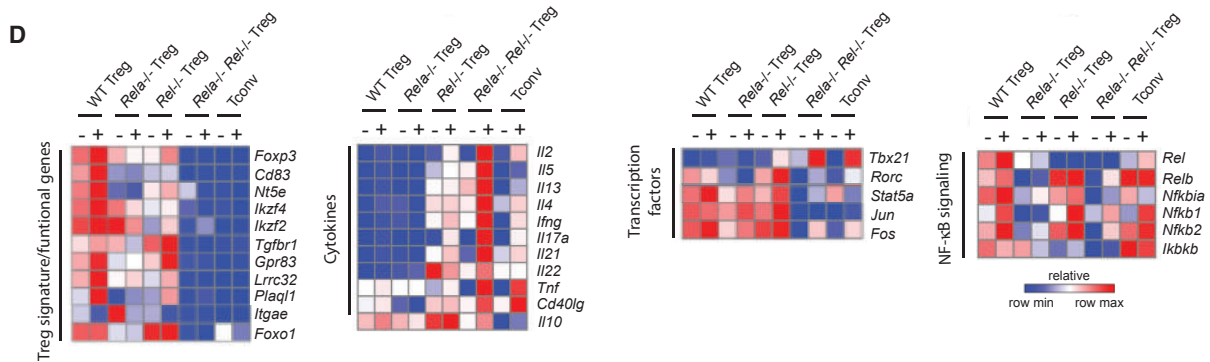 D
WT Treg
Rela-/- Treg
Rel-/- Treg
Rela-/- Rel-/- Treg
Tconv
- + - + - + - + - +
Treg signature/funtional genes
Foxp3
Cd83
Nt5e
Ikzf4
Ikzf2
Tgfbr1
Gpr83
Lrrc32
Plaql1
Itgae
Foxo1
WT Treg
Rela-/- Treg
Rel-/- Treg
Rela-/- Rel-/- Treg
Tconv
- + - + - + - + - +
Cytokines
Il2
Il5
Il13
Il4
Ifng
Il17a
Il21
Il22
Tnf
Cd40lg
Il10
WT Treg
Rela-/- Treg
Rel-/- Treg
Rela-/- Rel-/- Treg
Tconv
- + - + - + - + - +
Transcription
factors
Tbx21
Rorc
Stat5a
Jun
Fos
WT Treg
Rela-/- Treg
Rel-/- Treg
Rela-/- Rel-/- Treg
Tconv
- + - + - + - + - +
NF-κB signaling
Rel
Relb
Nfkbia
Nfkb1
Nfkb2
Ikbkb
relative
row min row max